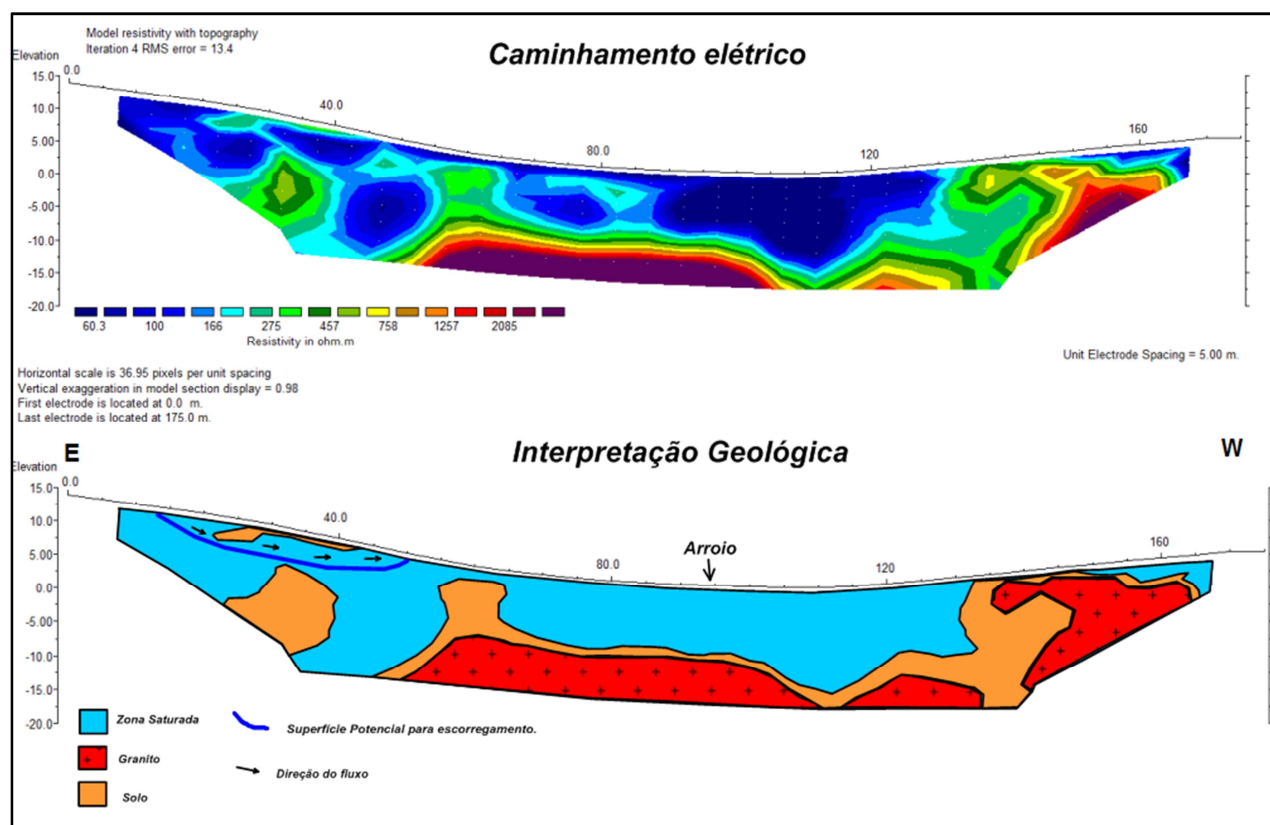 Model resistivity with topography
Iteration 4 RMS error = 13.4
Caminhamento elétrico
Elevation
15.0
10.0
5.00
0.0
-5.00
-10.0
-15.0
-20.0
0.0
40.0
80.0
120
160
60.3 100 166 275 457 758 1257 2085
Resistivity in ohm.m
Unit Electrode Spacing = 5.00 m.
Horizontal scale is 36.95 pixels per unit spacing
Vertical exaggeration in model section display = 0.98
First electrode is located at 0.0 m.
Last electrode is located at 175.0 m.
E
Interpretação Geológica
W
Elevation
15.0
10.0
5.00
0.0
-5.00
-10.0
-15.0
-20.0
0.0
40.0
80.0
Arroio
120
160
Zona Saturada
Superfície Potencial para escorregamento.
Granito
Direção do fluxo
Solo